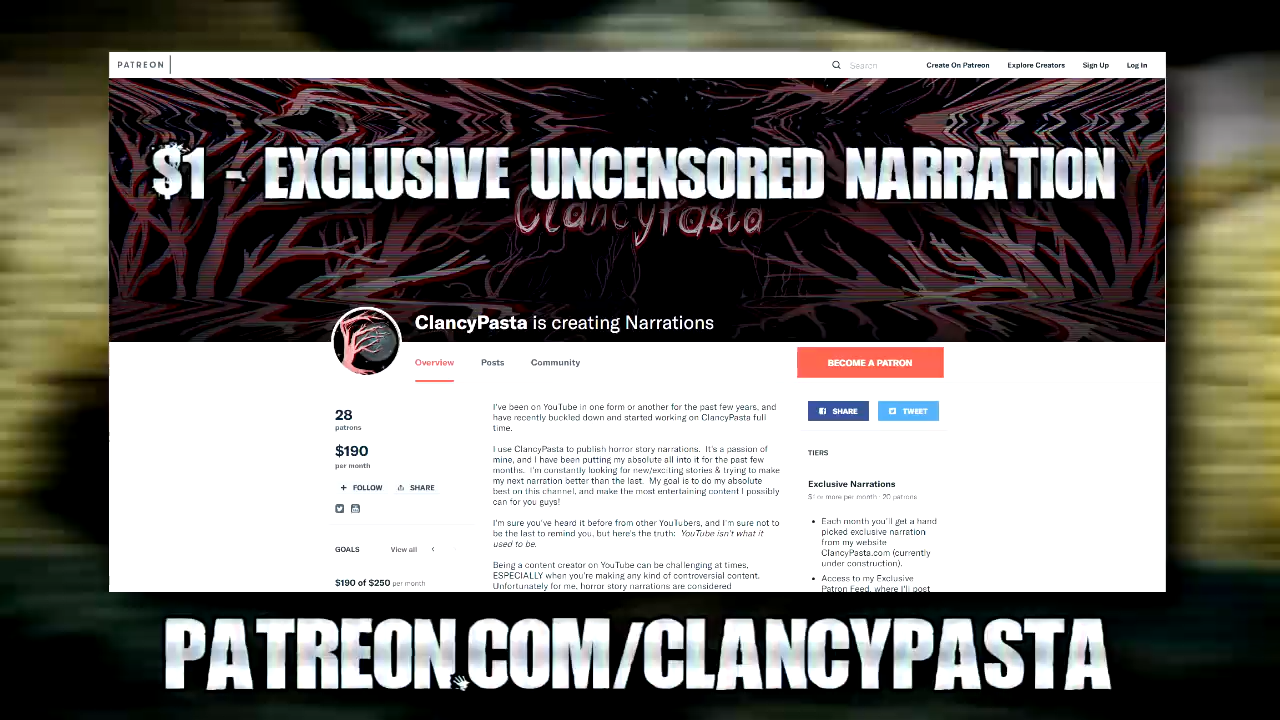 PATREON
Search
Create On Patreon
Explore Creators
Sign Up
Log In
$1 - EXCLUSIVE UNCENSORED NARRATION
ClancyPasta
ClancyPasta is creating Narrations
Overview
Posts
Community
BECOME A PATRON
28
patrons
$190
per month
FOLLOW
SHARE
GOALS
View all
$190 of $250 per month
I've been on YouTube in one form or another for the past few years, and
have recently buckled down and started working on ClancyPasta full
time.
I use ClancyPasta to publish horror story narrations. It's a passion of
mine, and I have been putting my absolute all into it for the past few
months. I'm constantly looking for new/exciting stories & trying to make
my next narration better than the last. My goal is to do my absolute
best on this channel, and make the most entertaining content I possibly
can for you guys!
I'm sure you've heard it before from other YouTubers, and I'm sure not to
be the last to remind you, but here's the truth: YouTube isn't what it
used to be.
Being a content creator on YouTube can be challenging at times,
ESPECIALLY when you're making any kind of controversial content.
Unfortunately for me, horror story narrations are considered
SHARE
TWEET
TIERS
Exclusive Narrations
$1 or more per month · 20 patrons
• Each month you'll get a hand
picked exclusive narration
from my website
ClancyPasta.com (currently
under construction).
• Access to my Exclusive
Patron Feed, where I'll post
PATREON.COM/CLANCYPASTA